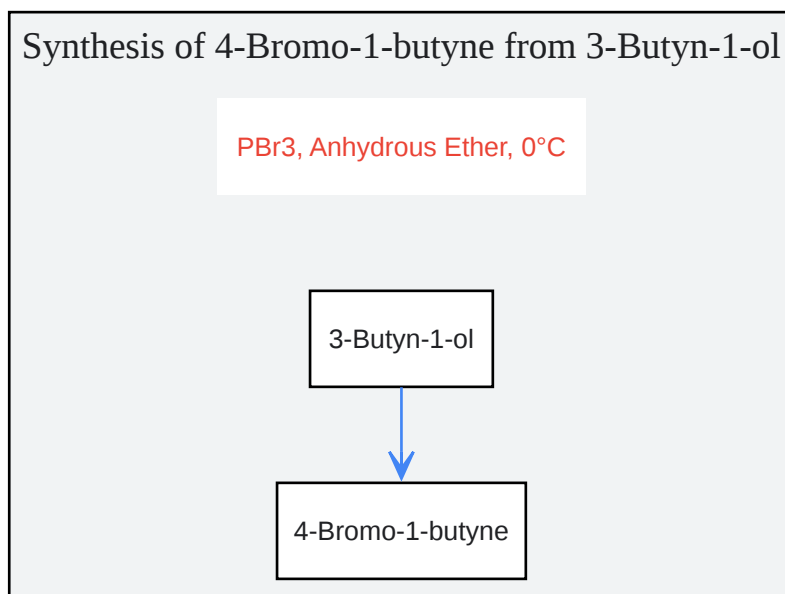 Synthesis of 4-Bromo-1-butyne from 3-Butyn-1-ol
PBr3, Anhydrous Ether, 0°C
3-Butyn-1-ol
4-Bromo-1-butyne